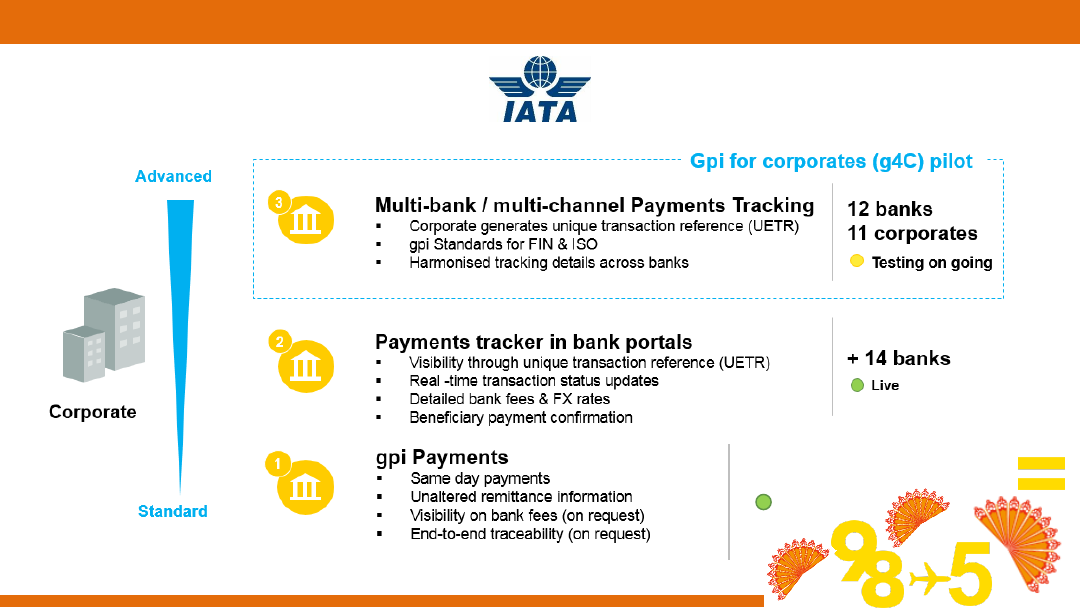 IATA
Gpi for corporates (g4C) pilot
Advanced
3
Multi-bank / multi-channel Payments Tracking
▪ Corporate generates unique transaction reference (UETR)
▪ gpi Standards for FIN & ISO
▪ Harmonised tracking details across banks
12 banks
11 corporates
Testing on going
2
Payments tracker in bank portals
▪ Visibility through unique transaction reference (UETR)
▪ Real -time transaction status updates
▪ Detailed bank fees & FX rates
▪ Beneficiary payment confirmation
+ 14 banks
Live
Corporate
1
gpi Payments
▪ Same day payments
▪ Unaltered remittance information
▪ Visibility on bank fees (on request)
▪ End-to-end traceability (on request)
Standard
98
5